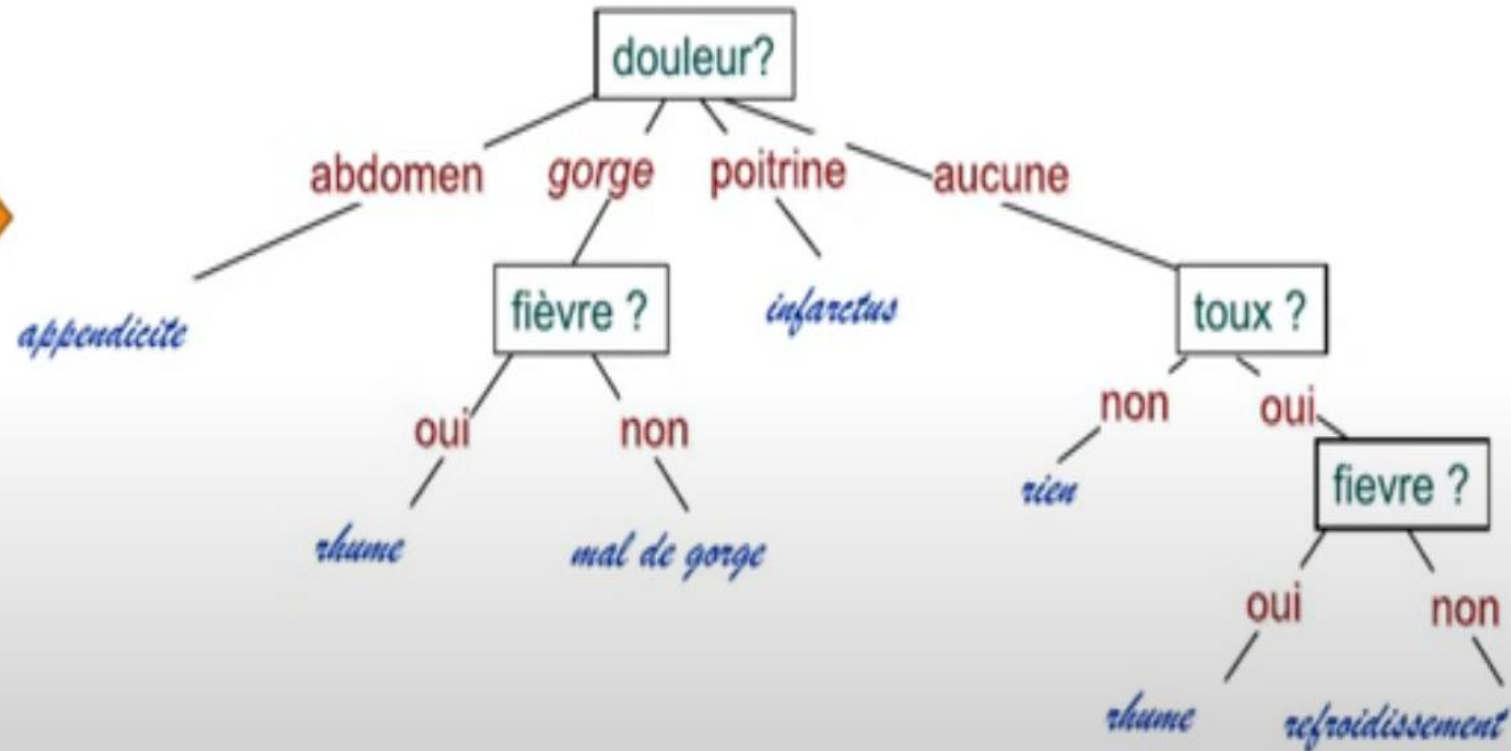 douleur?
abdomen gorge poitrine aucune
appendicite
fièvre ?
infarctus
toux ?
oui non
non oui
rhume mal de gorge
rien
fievre ?
oui non
rhume refroidissement